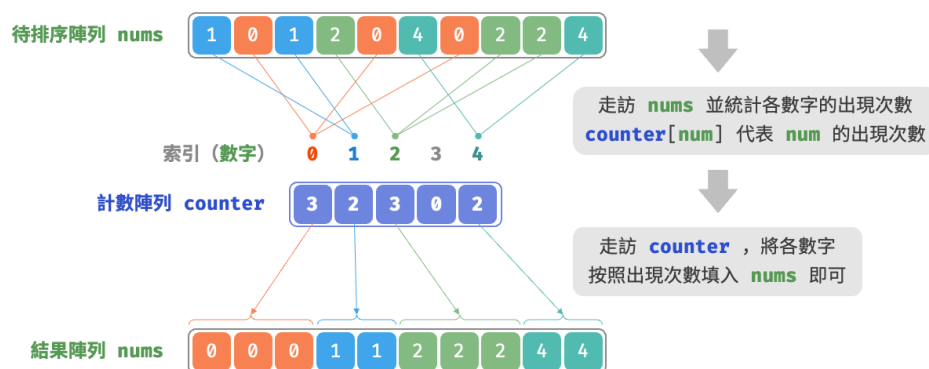 待排序陣列 nums
1 0 1 2 0 4 0 2 2 4
走訪 nums 並統計各數字的出現次數
counter[num] 代表 num 的出現次數
索引（數字） 0 1 2 3 4
計數陣列 counter 3 2 3 0 2
走訪 counter ，將各數字
按照出現次數填入 nums 即可
結果陣列 nums 0 0 0 1 1 2 2 2 4 4